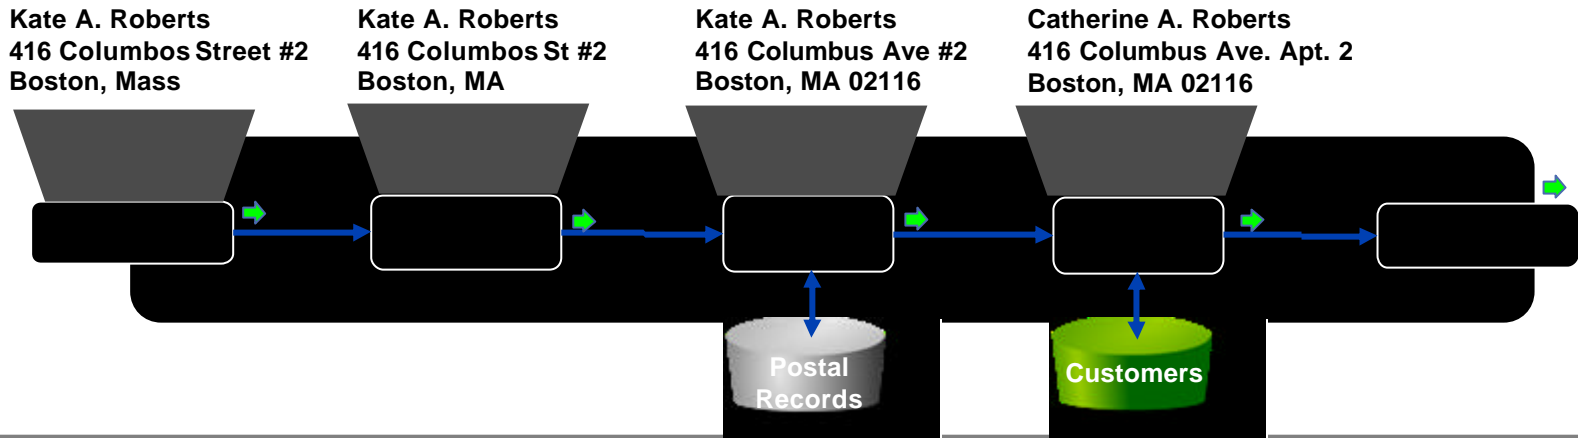 Kate A. Roberts
416 Columbos Street #2
Boston, Mass
Kate A. Roberts
416 Columbos St #2
Boston, MA
Kate A. Roberts
416 Columbus Ave #2
Boston, MA 02116
Catherine A. Roberts
416 Columbus Ave. Apt. 2
Boston, MA 02116
Postal
Records
Customers